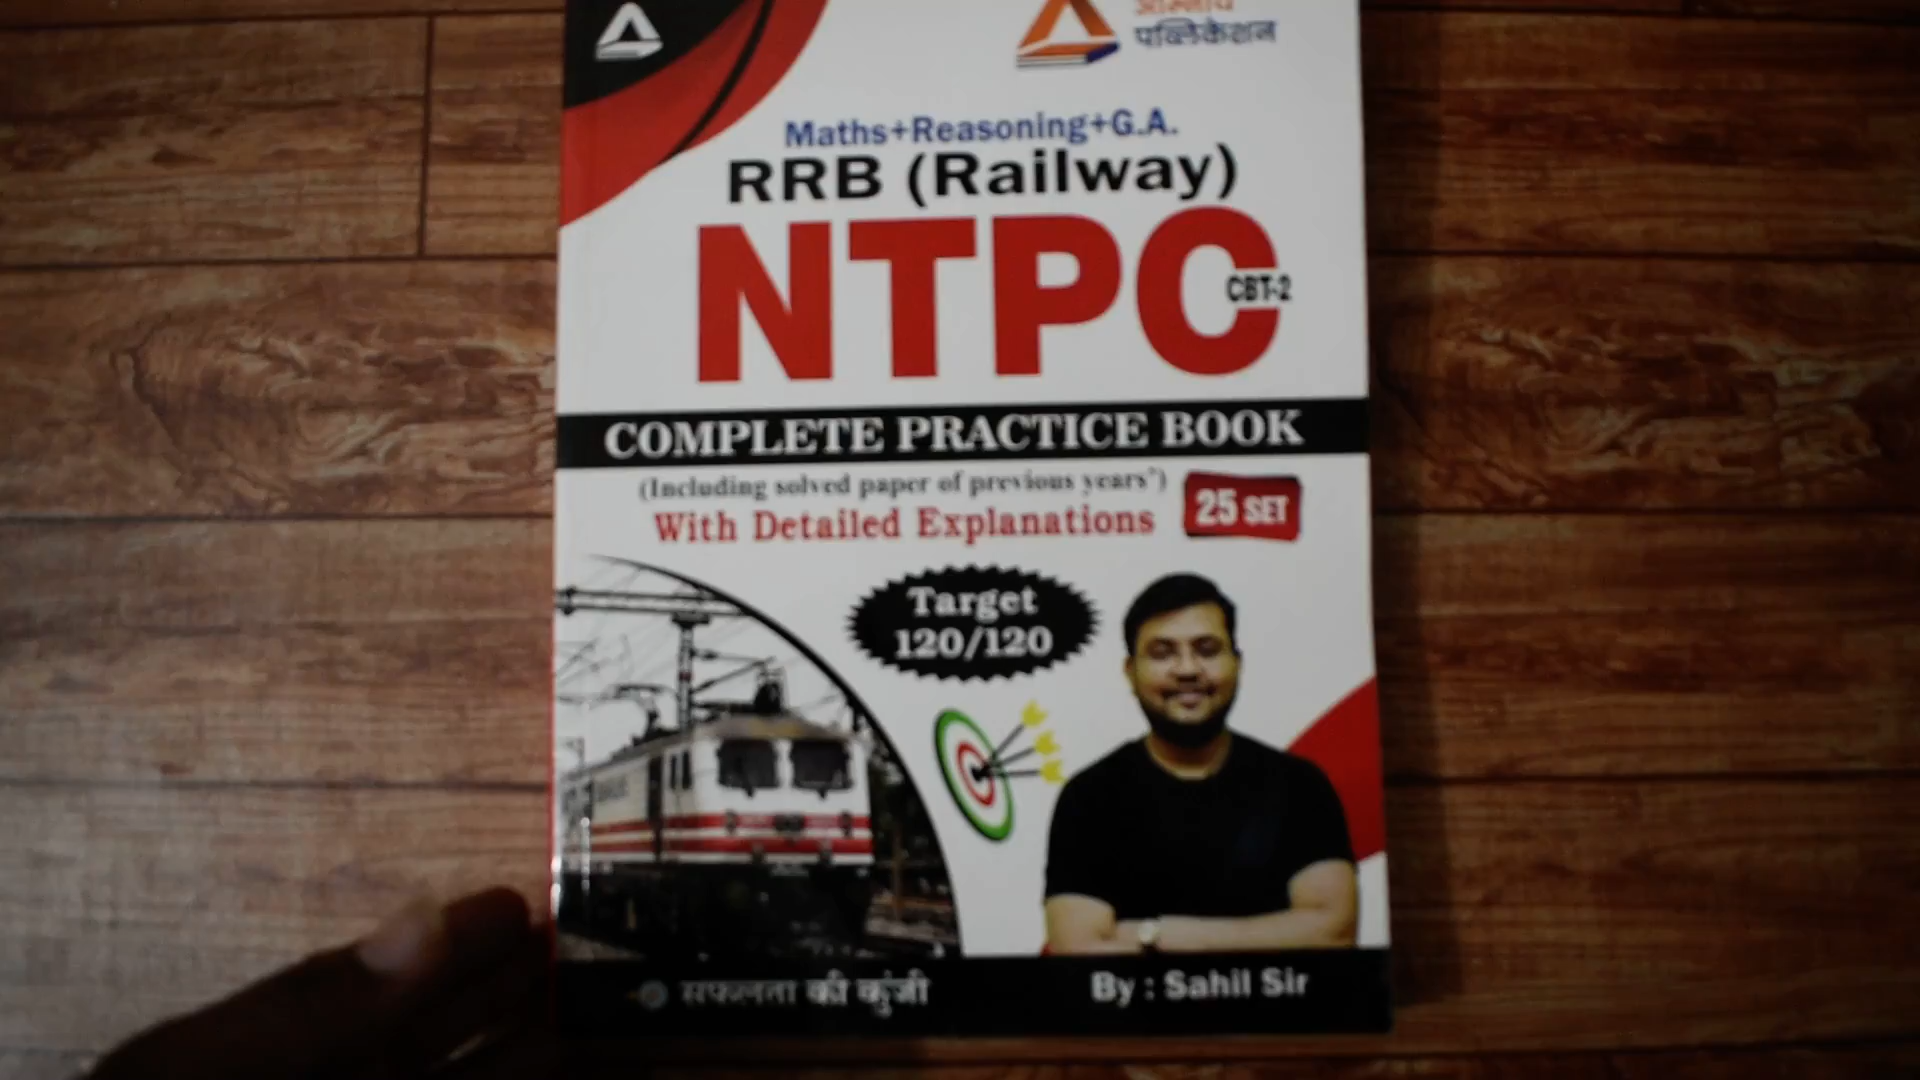 पब्लिकेशन
Maths+Reasoning+G.A.
RRB (Railway)
NTPC
CBT-2
COMPLETE PRACTICE BOOK
(Including solved paper of previous years')
With Detailed Explanations
25 SET
Target
120/120
सफलता की कुंजी
By : Sahil Sir